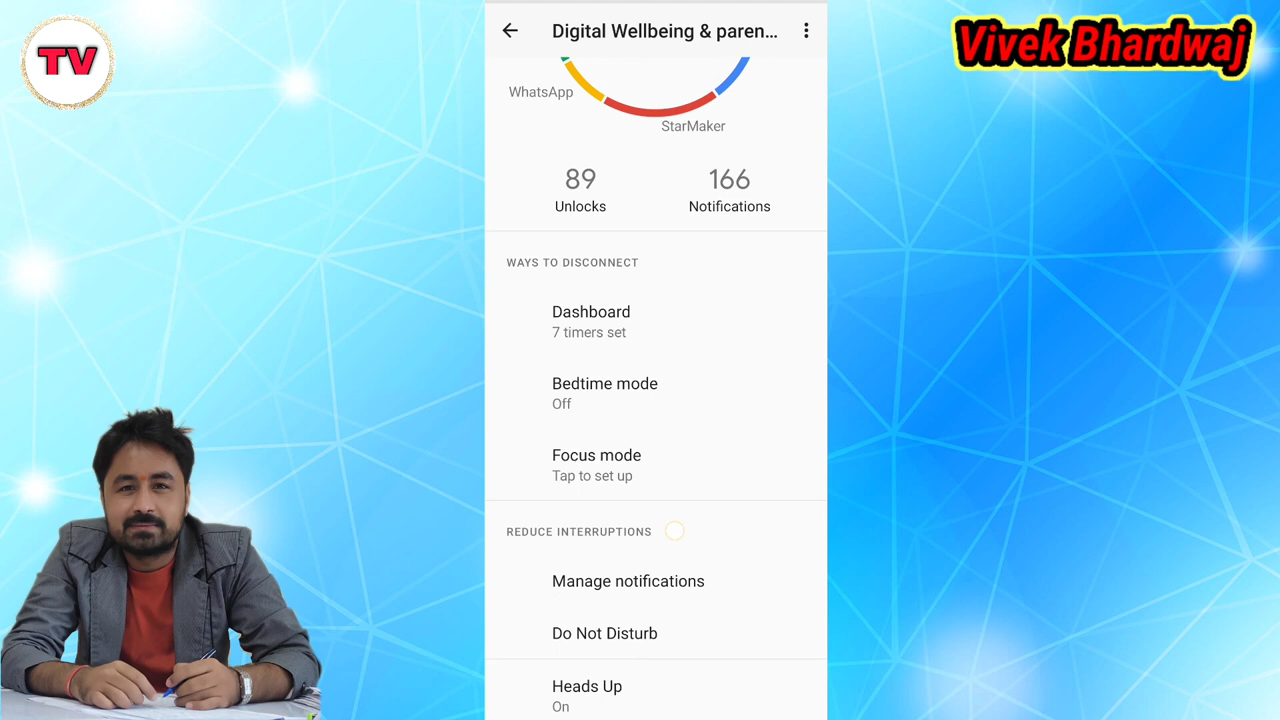 TV
Vivek Bhardwaj
Digital Wellbeing & paren...
WhatsApp
StarMaker
89
Unlocks
166
Notifications
WAYS TO DISCONNECT
Dashboard
7 timers set
Bedtime mode
Off
Focus mode
Tap to set up
REDUCE INTERRUPTIONS
Manage notifications
Do Not Disturb
Heads Up
On